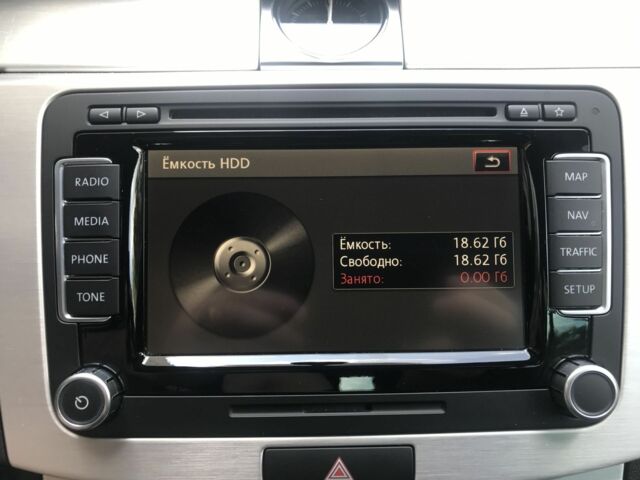 Ёмкость HDD
RADIO
MEDIA
PHONE
TONE
Ёмкость: 18.62 Гб
Свободно: 18.62 Гб
Занято: 0.00 Гб
MAP
NAV
TRAFFIC
SETUP